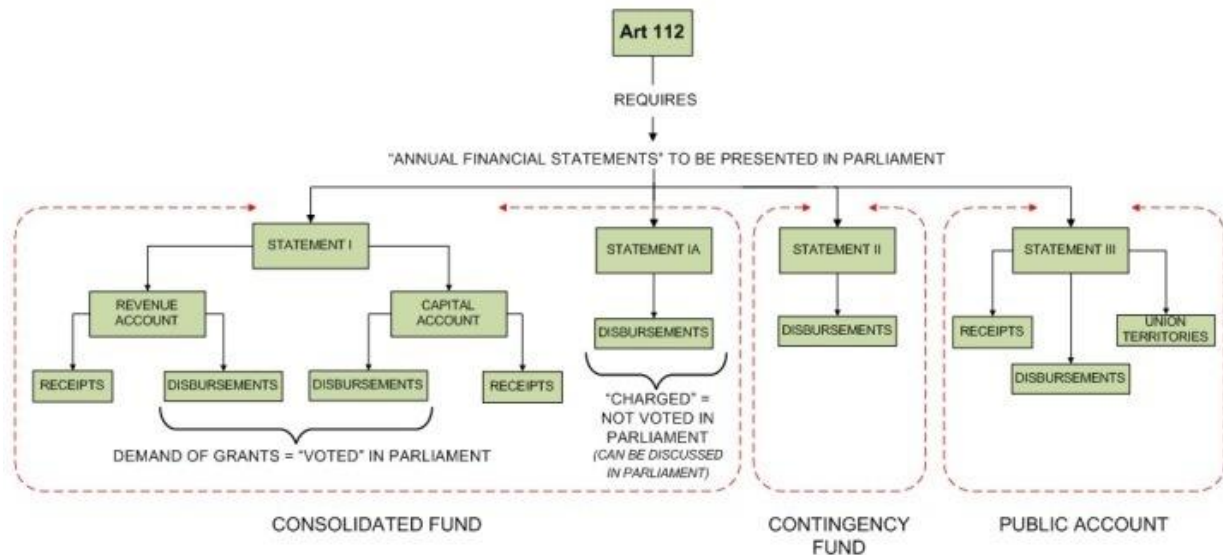 Art 112
REQUIRES
“ANNUAL FINANCIAL STATEMENTS” TO BE PRESENTED IN PARLIAMENT
STATEMENT I
STATEMENT IA
STATEMENT II
STATEMENT III
REVENUE
ACCOUNT
CAPITAL
ACCOUNT
DISBURSEMENTS
DISBURSEMENTS
RECEIPTS
UNION
TERRITORIES
RECEIPTS
DISBURSEMENTS
DISBURSEMENTS
RECEIPTS
DISBURSEMENTS
“CHARGED” =
NOT VOTED IN
PARLIAMENT
(CAN BE DISCUSSED
IN PARLIAMENT)
DEMAND OF GRANTS = “VOTED” IN PARLIAMENT
CONSOLIDATED FUND
CONTINGENCY
FUND
PUBLIC ACCOUNT